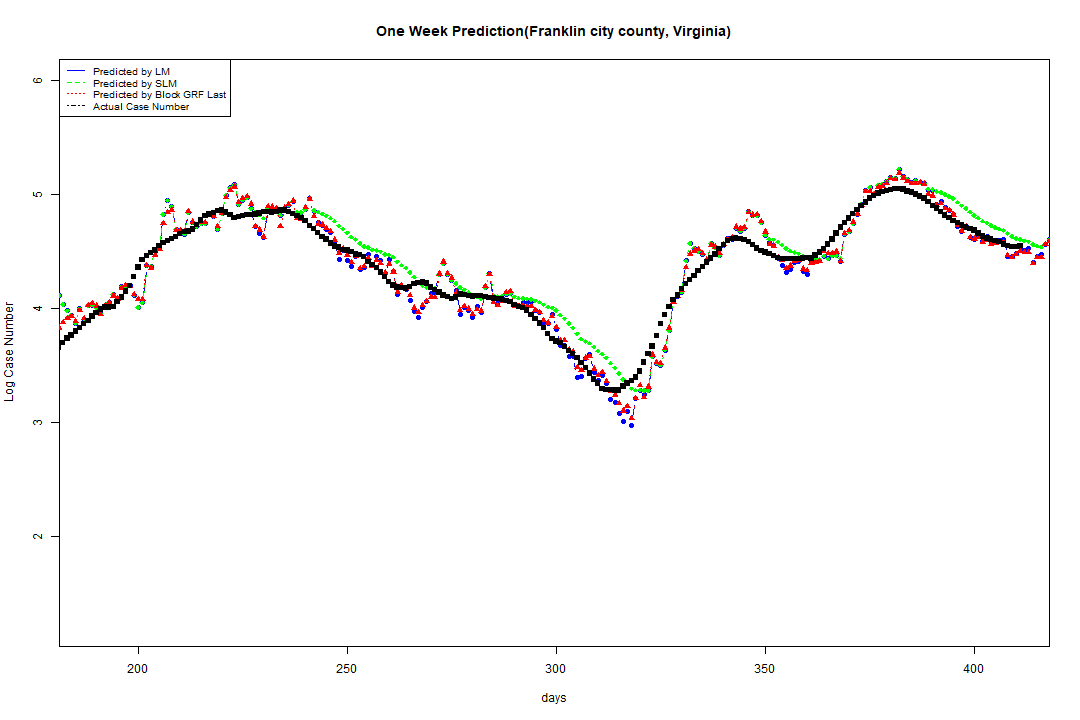 One Week Prediction(Franklin city county, Virginia)
Predicted by LM
Predicted by SLM
Predicted by Block GRF Last
Actual Case Number
6
5
4
3
2
Log Case Number
200 250 300 350 400
days